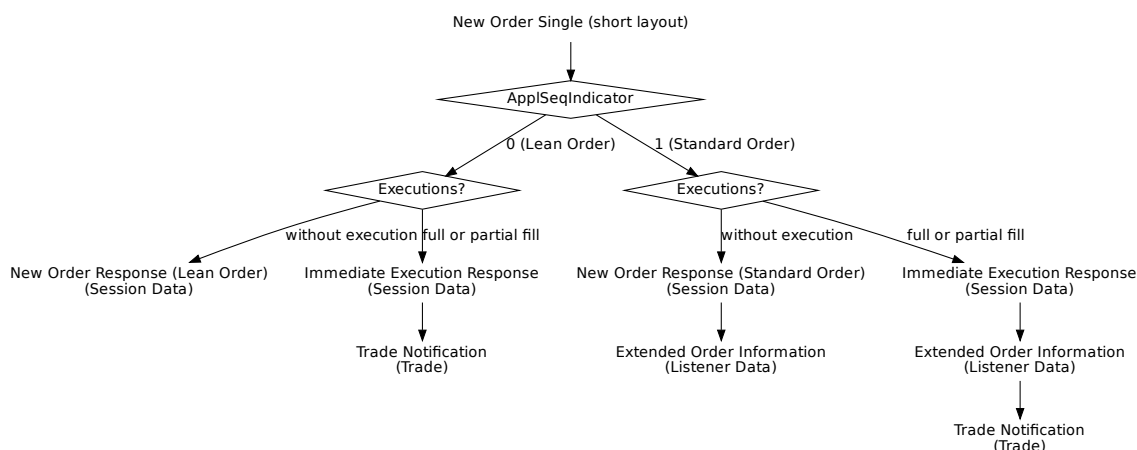 New Order Single (short layout)
ApplSeqIndicator
0 (Lean Order)
1 (Standard Order)
Executions?
Executions?
without execution
full or partial fill
without execution
full or partial fill
New Order Response (Lean Order)
(Session Data)
Immediate Execution Response
(Session Data)
New Order Response (Standard Order)
(Session Data)
Immediate Execution Response
(Session Data)
Trade Notification
(Trade)
Extended Order Information
(Listener Data)
Extended Order Information
(Listener Data)
Trade Notification
(Trade)